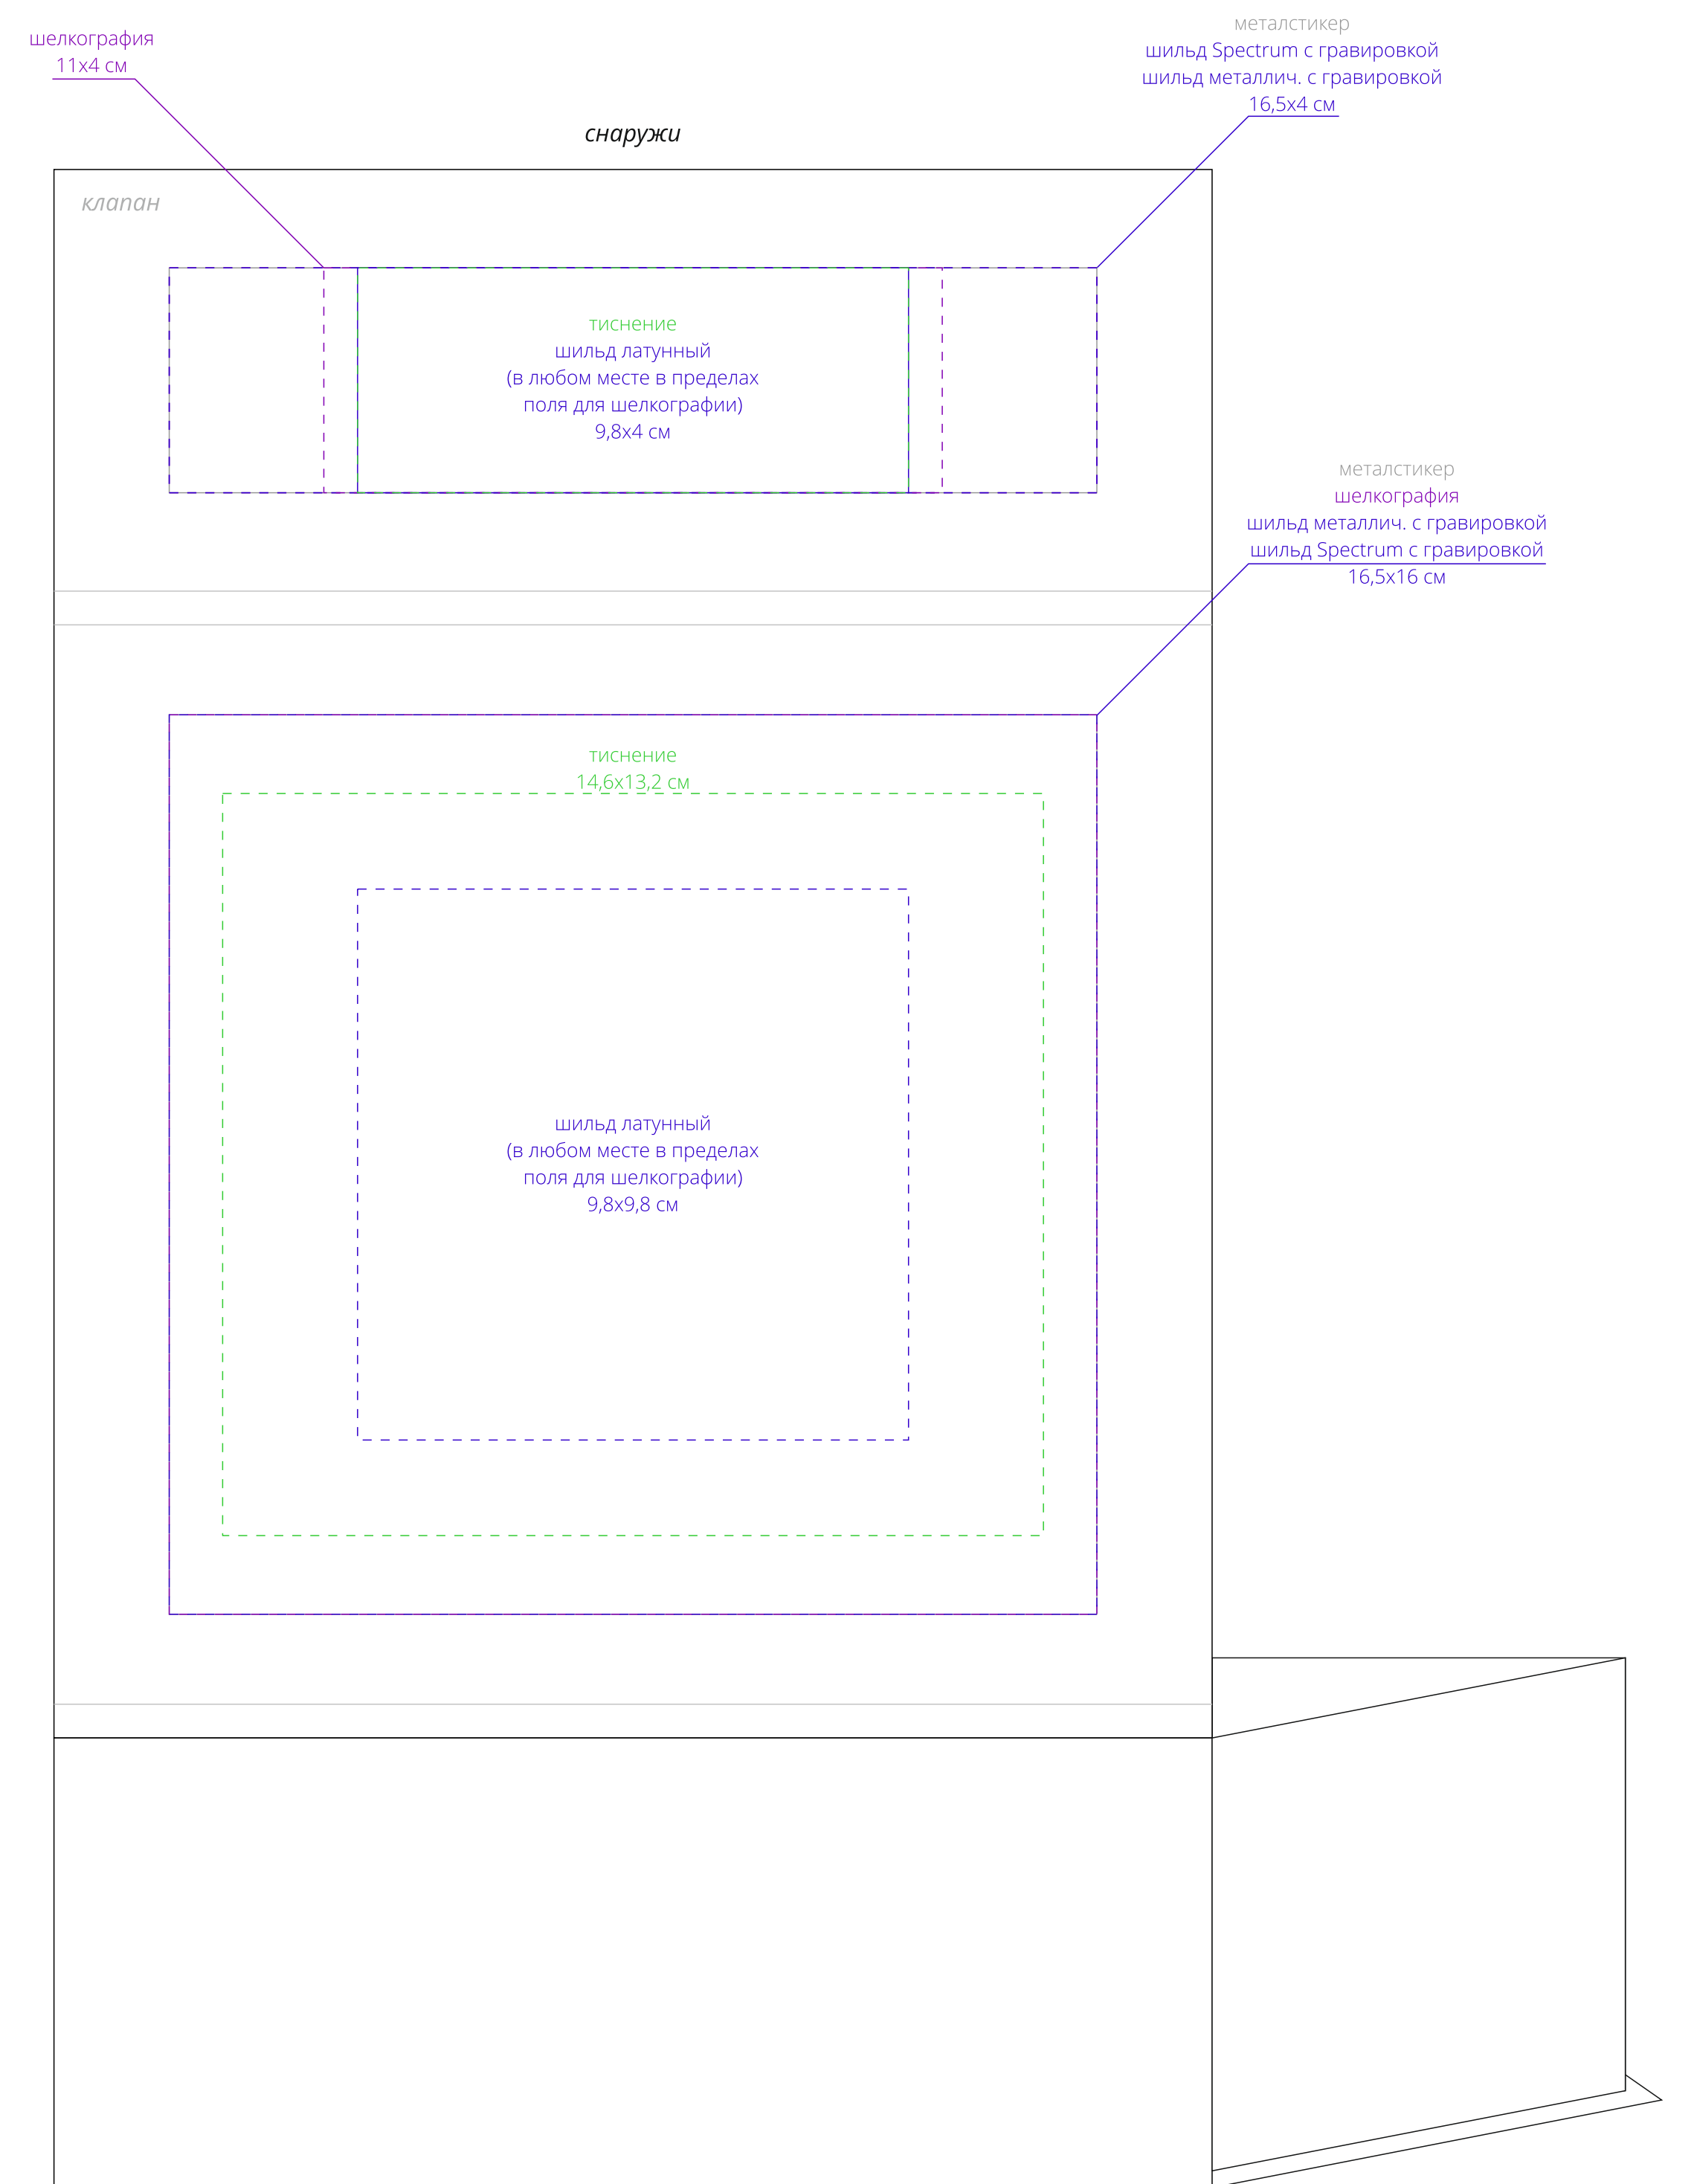 шелкография
11х4 см
металстикер
шильд Spectrum с гравировкой
шильд металлич. с гравировкой
16,5х4 см
снаружи
клапан
тиснение
шильд латунный
(в любом месте в пределах
поля для шелкографии)
9,8х4 см
металстикер
шелкография
шильд металлич. с гравировкой
шильд Spectrum с гравировкой
16,5х16 см
тиснение
14,6х13,2 см
шильд латунный
(в любом месте в пределах
поля для шелкографии)
9,8х9,8 см